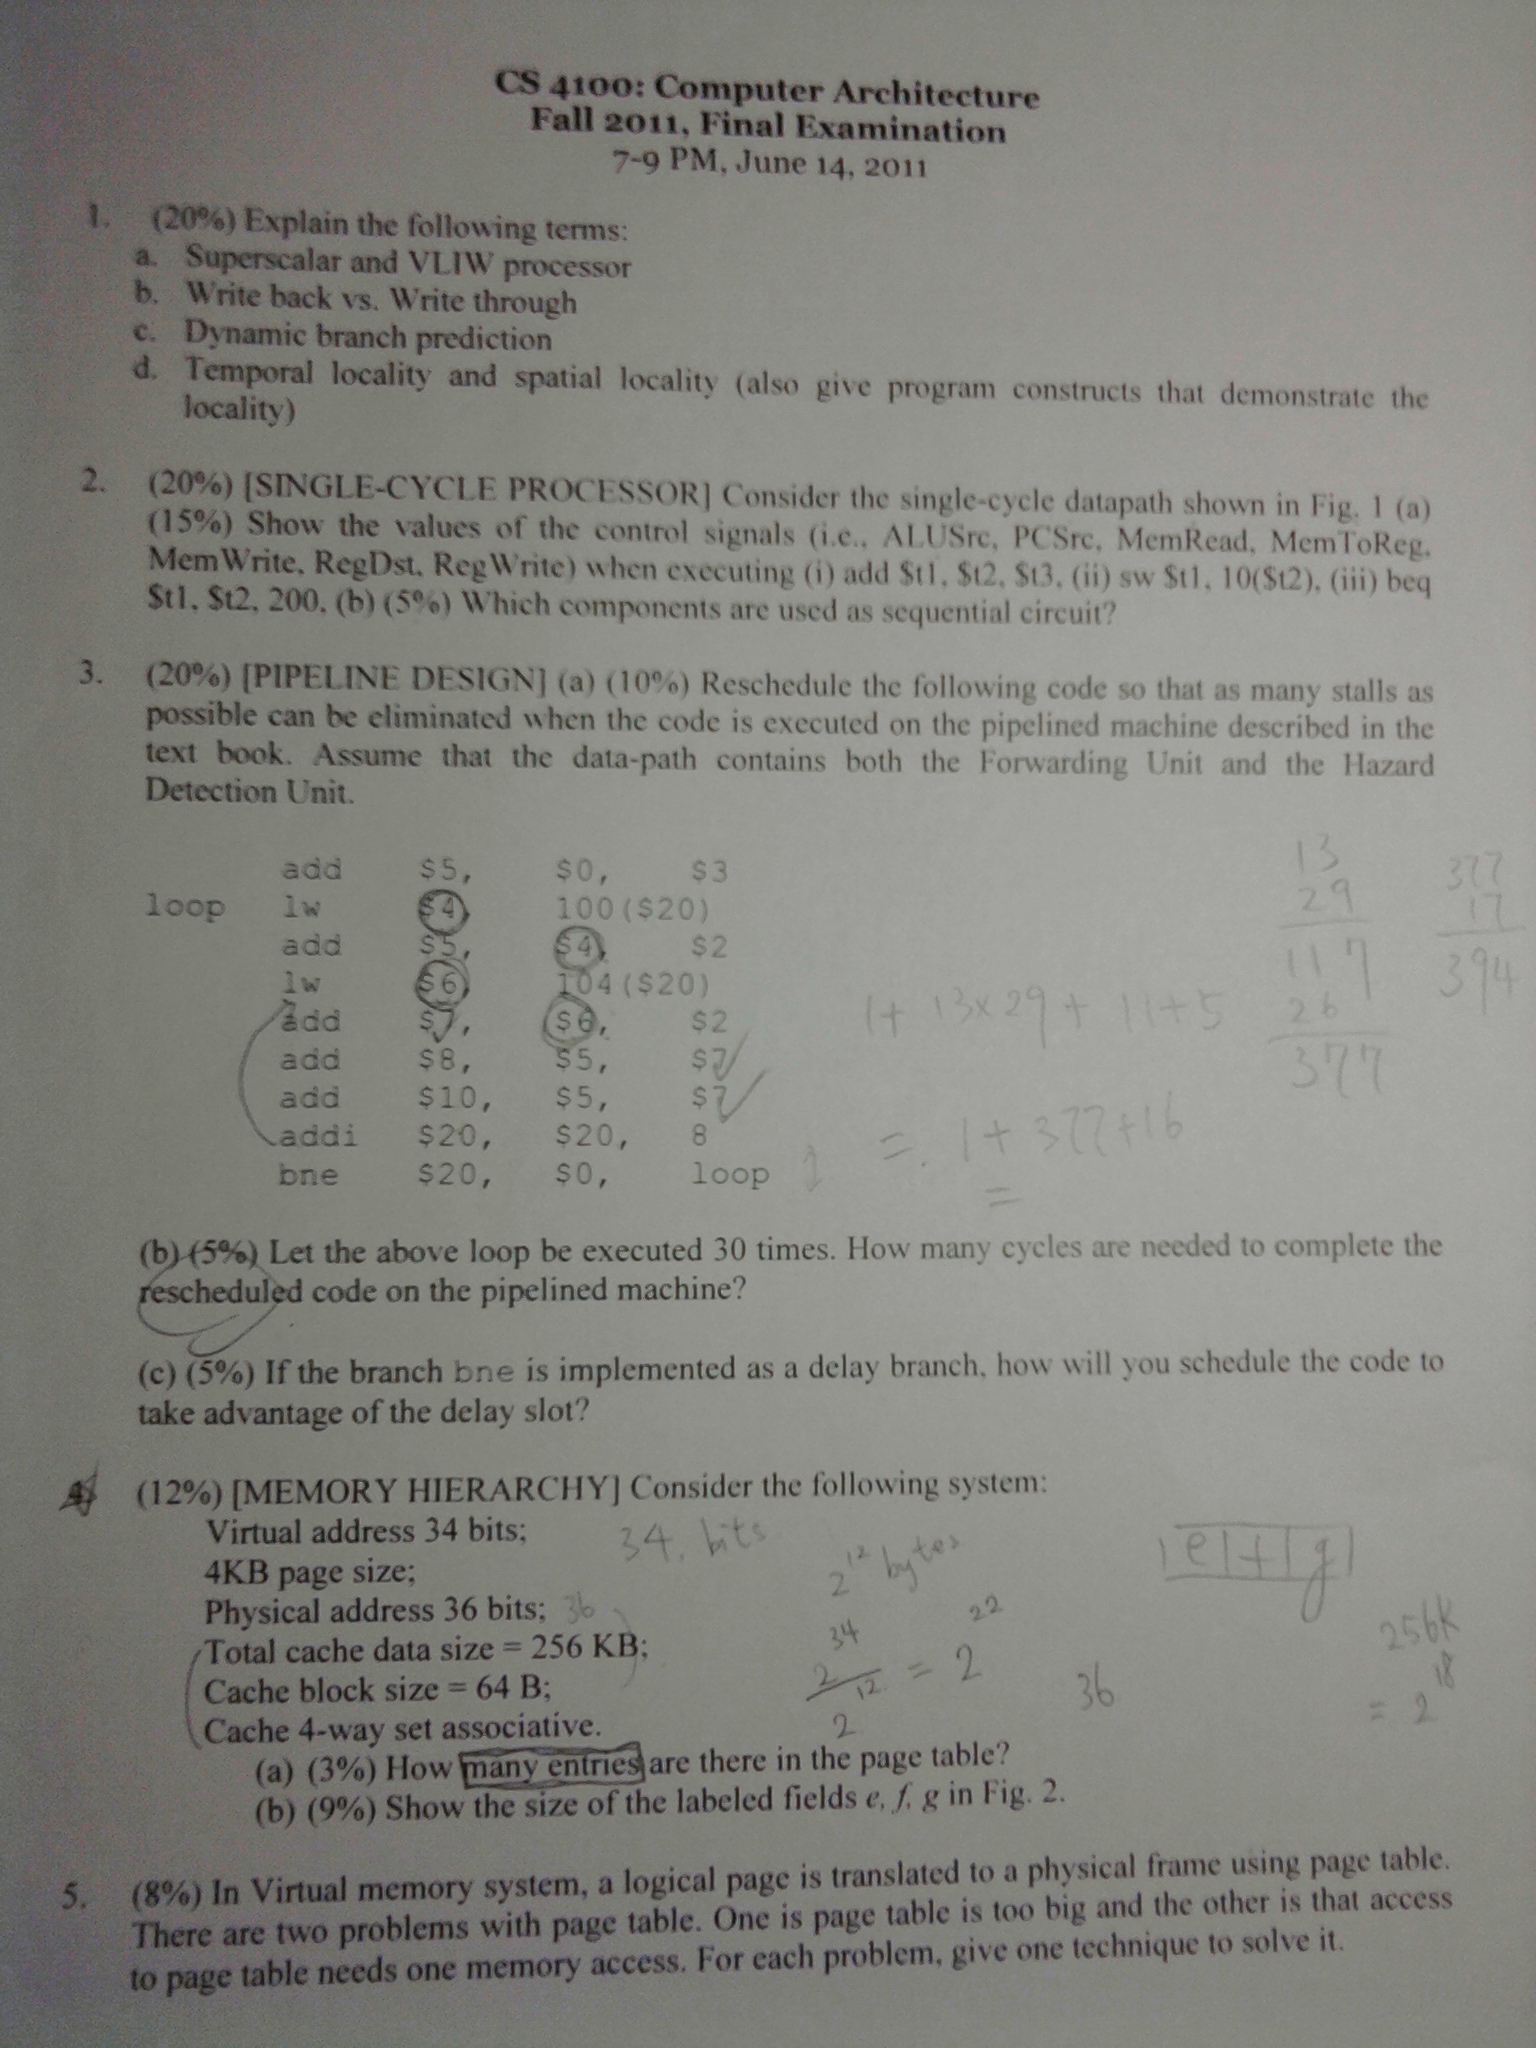 CS 4100: Computer Architecture
Fall 2011, Final Examination
7-9 PM, June 14, 2011
1. (20%) Explain the following terms:
a. Superscalar and VLIW processor
b. Write back vs. Write through
c. Dynamic branch prediction
d. Temporal locality and spatial locality (also give program constructs that demonstrate the
locality)
2. (20%) [SINGLE-CYCLE PROCESSOR] Consider the single-cycle datapath shown in Fig. 1 (a)
(15%) Show the values of the control signals (i.e., ALUSrc, PCSrc, MemRead, MemToReg,
MemWrite, RegDst, RegWrite) when executing (i) add $t1, $t2, $t3, (ii) sw $t1, 10($t2), (iii) beq
$t1, $t2, 200, (b) (5%) Which components are used as sequential circuit?
3. (20%) [PIPELINE DESIGN] (a) (10%) Reschedule the following code so that as many stalls as
possible can be eliminated when the code is executed on the pipelined machine described in the
text book. Assume that the data-path contains both the Forwarding Unit and the Hazard
Detection Unit.
add $5, $0, $3
loop lw $4, 100($20)
add $5, $4, $2
lw $6, 104($20)
add $7, $6, $2
add $8, $5, $7
add $10, $5, $7
addi $20, $20, 8
bne $20, $0, loop
13
29
117
26
377
377
17
394
1+ 13x29+ 11+5
= 1+377+16
=
(b) (5%) Let the above loop be executed 30 times. How many cycles are needed to complete the
rescheduled code on the pipelined machine?
(c) (5%) If the branch bne is implemented as a delay branch, how will you schedule the code to
take advantage of the delay slot?
4. (12%) [MEMORY HIERARCHY] Consider the following system:
Virtual address 34 bits; 34. bits
4KB page size; 2^12 bytes
Physical address 36 bits; 36
Total cache data size = 256 KB;
Cache block size = 64 B;
Cache 4-way set associative.
|e|f|g|
2^34 / 2^12 = 2^22
36
256K
= 2^18
(a) (3%) How many entries are there in the page table?
(b) (9%) Show the size of the labeled fields e, f, g in Fig. 2.
5. (8%) In Virtual memory system, a logical page is translated to a physical frame using page table.
There are two problems with page table. One is page table is too big and the other is that access
to page table needs one memory access. For each problem, give one technique to solve it.